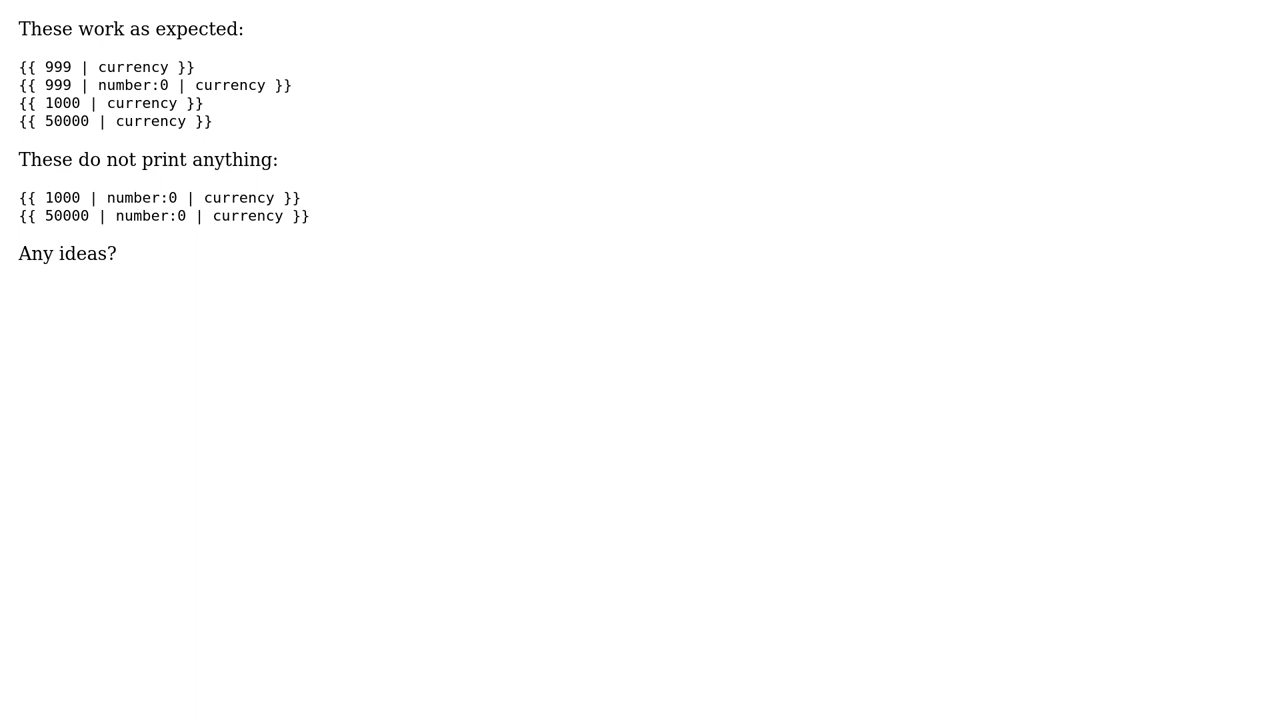 These work as expected:
{{ 999 | currency }}
{{ 999 | number:0 | currency }}
{{ 1000 | currency }}
{{ 50000 | currency }}
These do not print anything:
{{ 1000 | number:0 | currency }}
{{ 50000 | number:0 | currency }}
Any ideas?